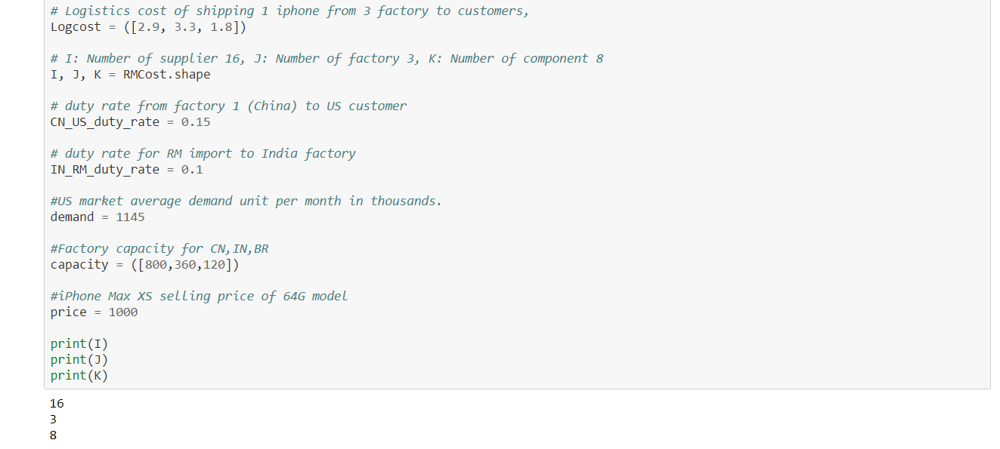 # Logistics cost of shipping 1 iphone from 3 factory to customers,
Logcost = ([2.9, 3.3, 1.8])
# I: Number of supplier 16, J: Number of factory 3, K: Number of component 8
I, J, K = RMCost.shape
# duty rate from factory 1 (China) to US customer
CN_US_duty_rate = 0.15
# duty rate for RM import to India factory
IN_RM_duty_rate = 0.1
#US market average demand unit per month in thousands.
demand = 1145
#Factory capacity for CN,IN,BR
capacity = ([800,360,120])
#iPhone Max XS selling price of 64G model
price = 1000
print(I)
print(J)
print(K)
16
3
8